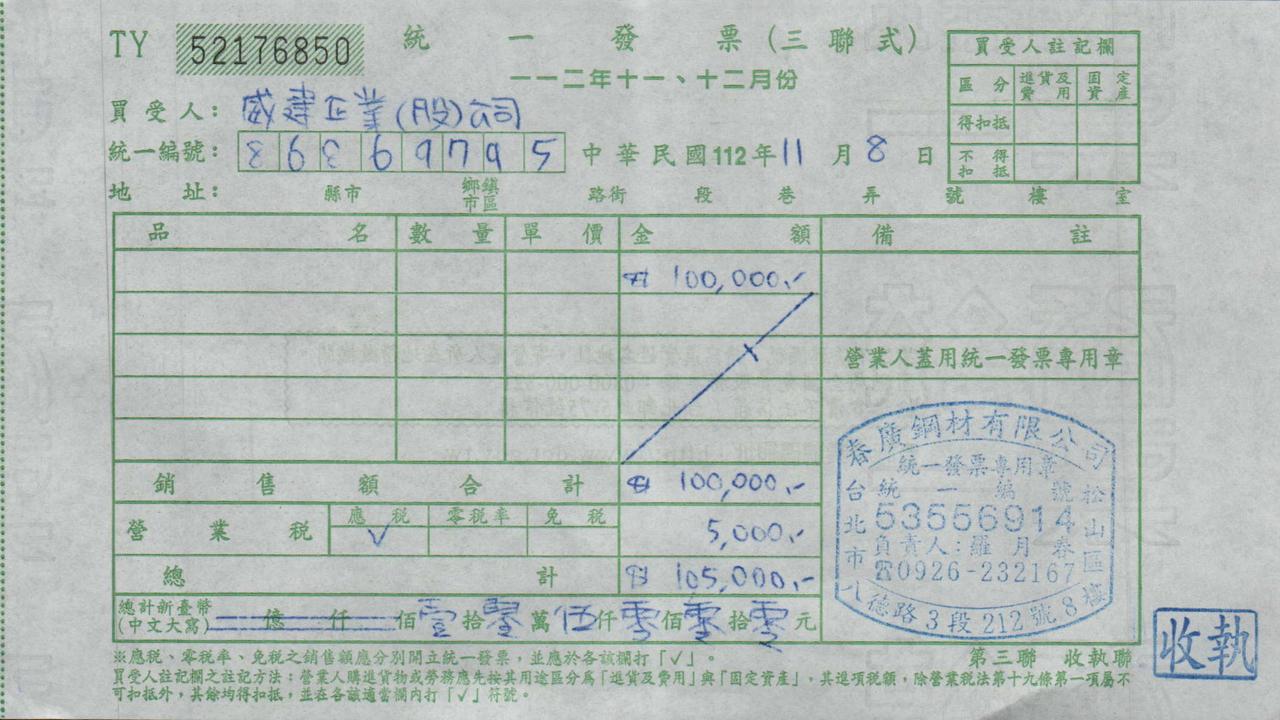 TY 52176850 統一發票(三聯式)
一一二年十一、十二月份
買受人註記欄
區分 進貨及費用 固定資產
得扣抵
不得扣抵
買受人：威建企業(股)公司
統一編號：86369795 中華民國112年11月8日
地址： 縣市 鄉鎮市區 路街 段 巷 弄 號 樓 室
品名 數量 單價 金額 備註
100,000.-
營業人蓋用統一發票專用章
銷售額合計 100,000.-
營業稅 應稅 零稅率 免稅 5,000.-
√
總計 105,000.-
總計新臺幣(中文大寫) 億 仟 佰壹拾零萬伍仟零佰零拾零元
春廣鋼材有限公司
統一發票專用章
統一編號
53556914
負責人：羅月春
☎0926-232167
台北市松山區
八德路3段212號8樓
第三聯 收執聯
收執
※應稅、零稅率、免稅之銷售額應分別開立統一發票，並應於各該欄打「√」。
買受人註記欄之註記方法：營業人購進貨物或勞務應先按其用途區分為「進貨及費用」與「固定資產」，其進項稅額，除營業稅法第十九條第一項屬不
可扣抵外，其餘均得扣抵，並在各該適當欄內打「√」符號。